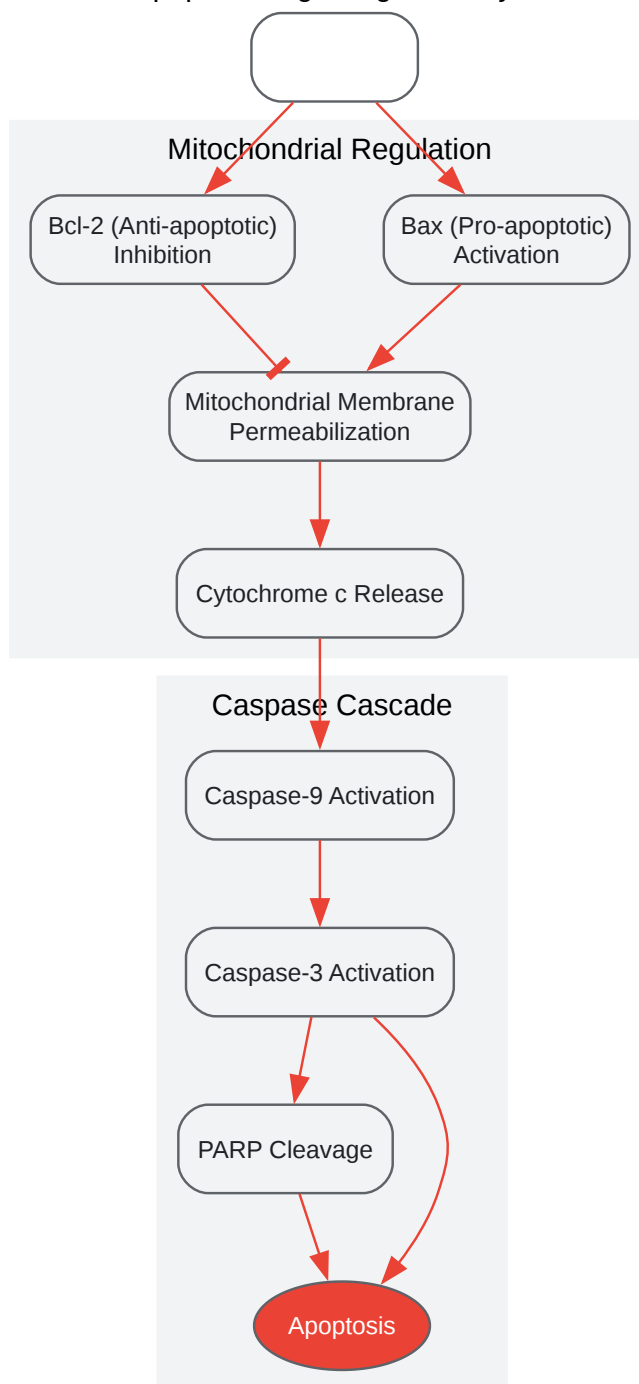 Mitochondrial Regulation
Bcl-2 (Anti-apoptotic)
Inhibition
Bax (Pro-apoptotic)
Activation
Mitochondrial Membrane
Permeabilization
Cytochrome c Release
Caspase Cascade
Caspase-9 Activation
Caspase-3 Activation
PARP Cleavage
Apoptosis